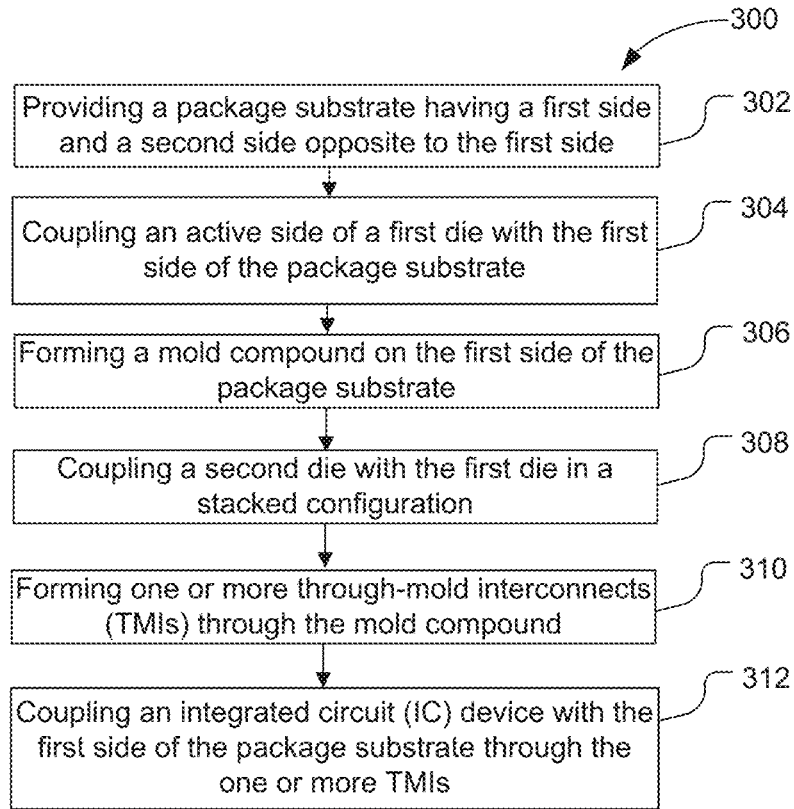 300
Providing a package substrate having a first side
and a second side opposite to the first side
302
Coupling an active side of a first die with the first
side of the package substrate
304
Forming a mold compound on the first side of the
package substrate
306
Coupling a second die with the first die in a
stacked configuration
308
Forming one or more through-mold interconnects
(TMIs) through the mold compound
310
Coupling an integrated circuit (IC) device with the
first side of the package substrate through the
one or more TMIs
312